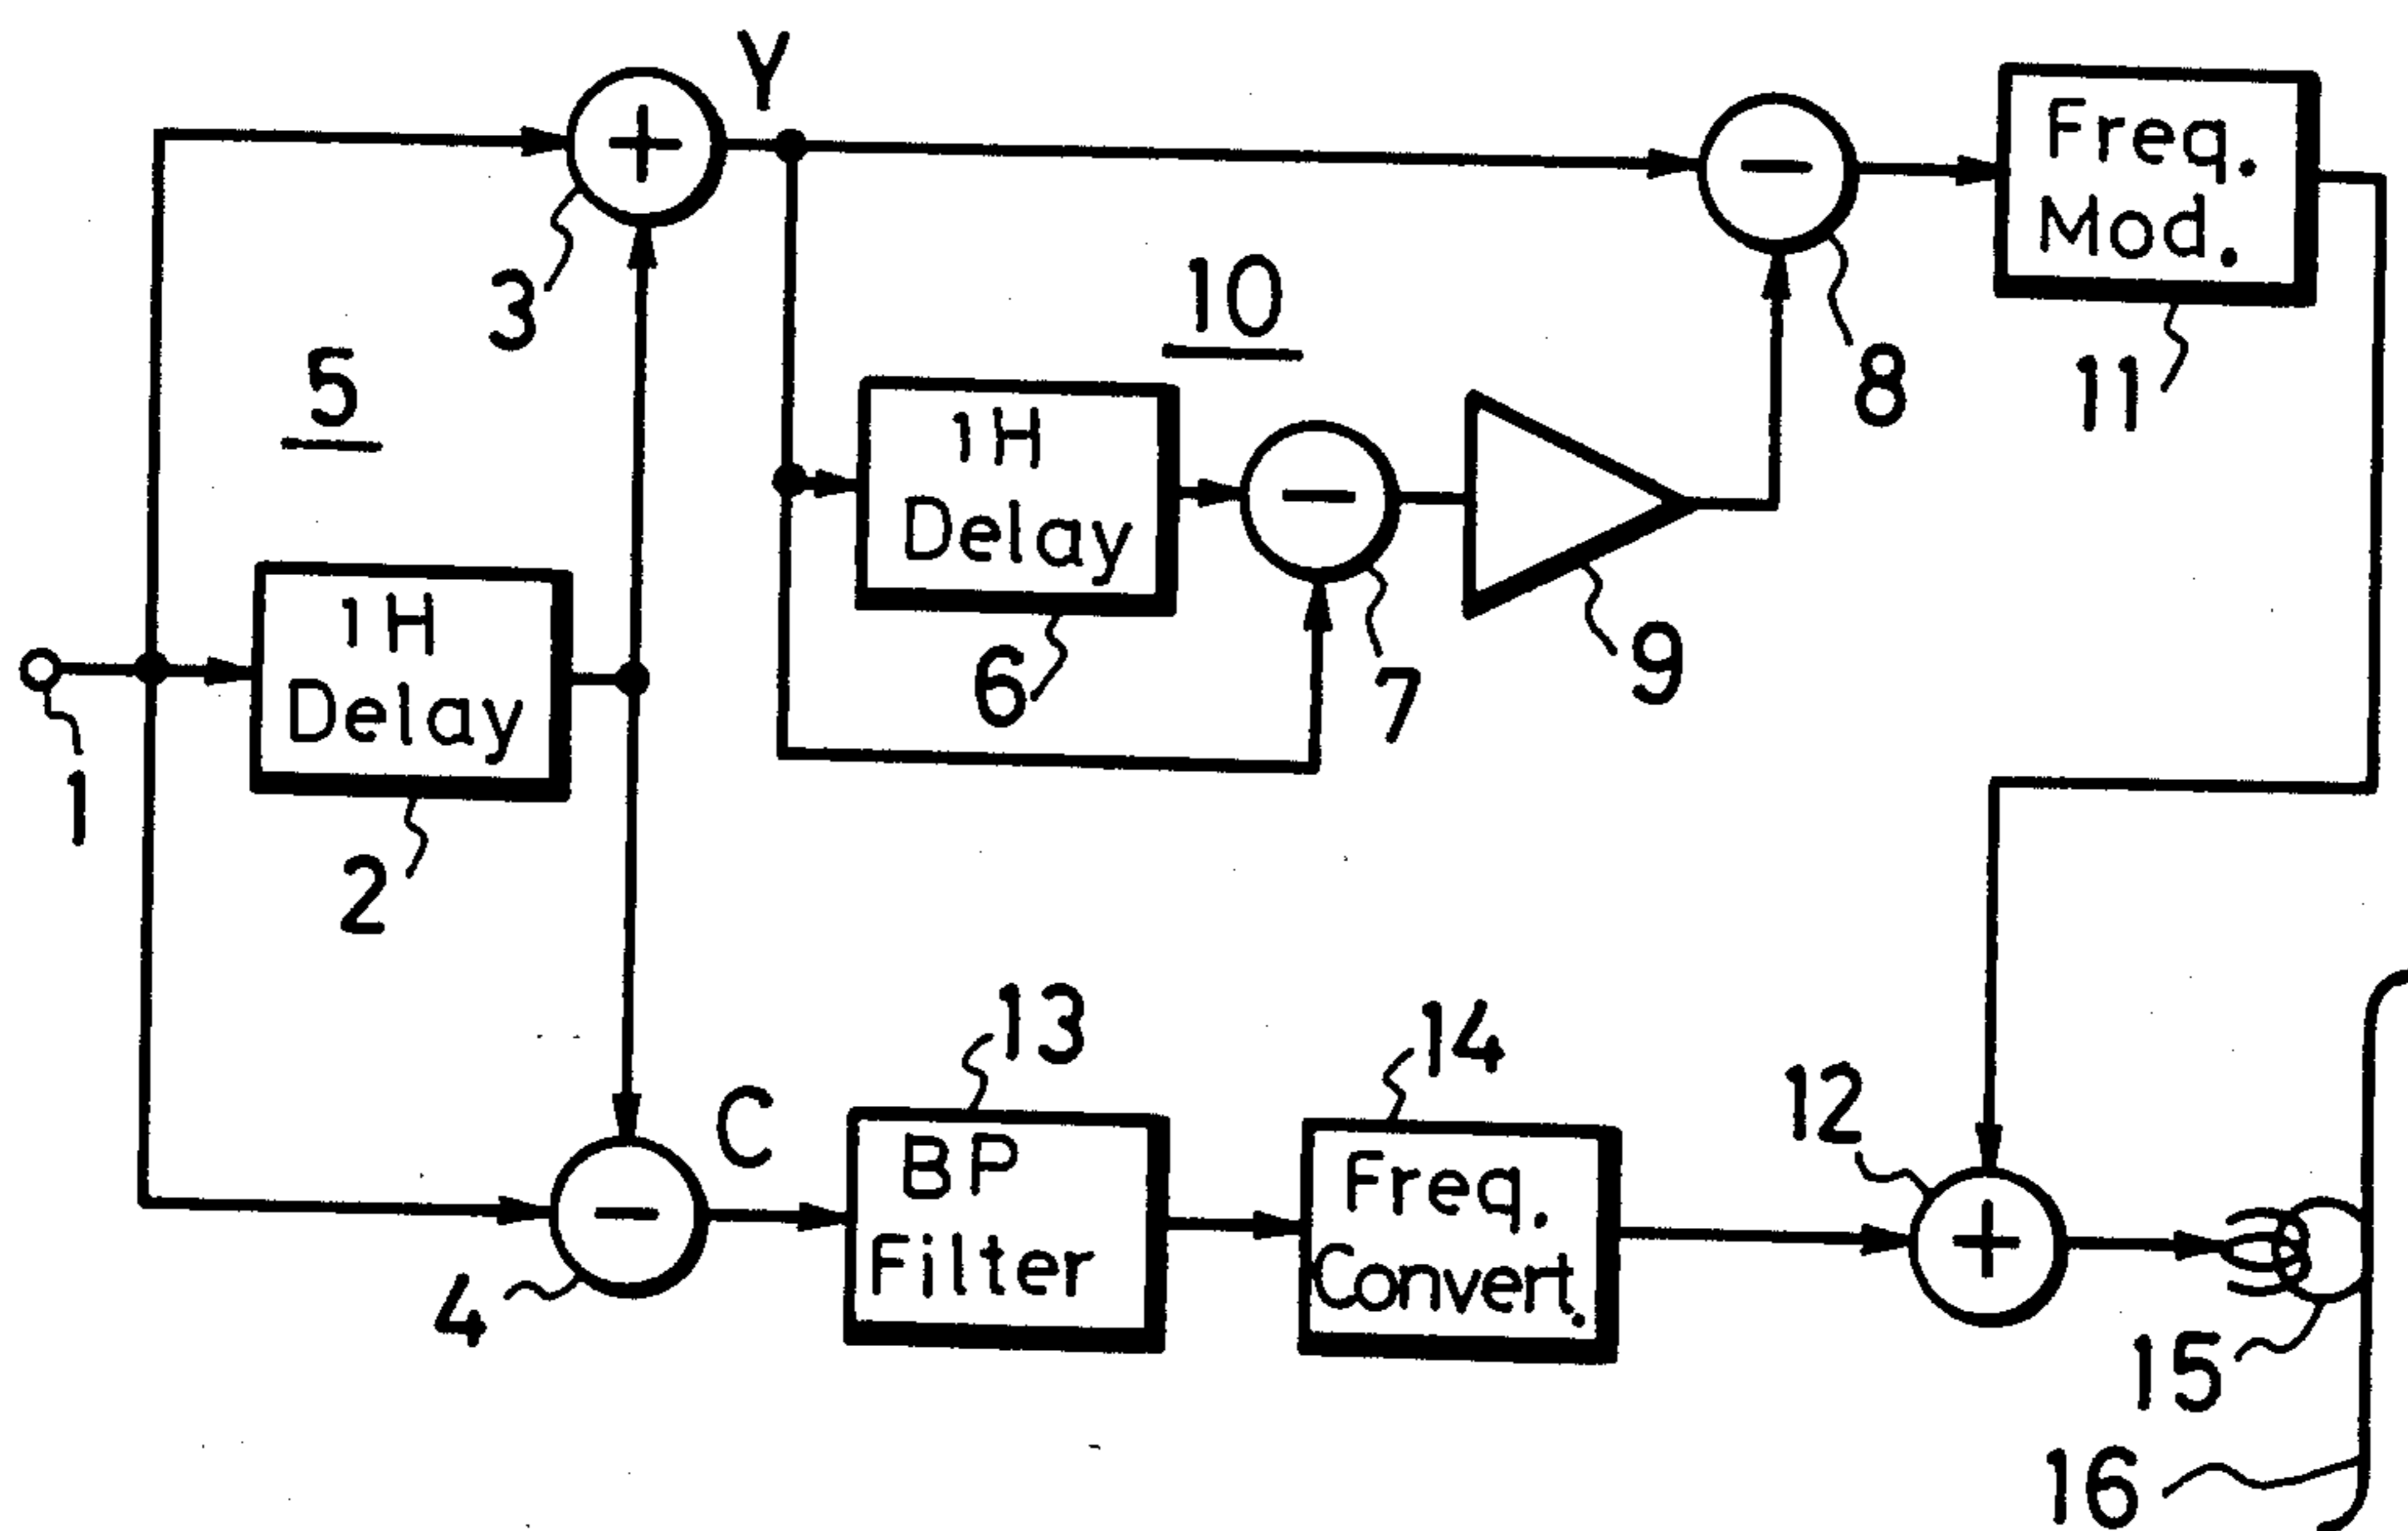 Y
+
−
Freq.
Mod.
3
10
8
11
5
1H
Delay
−
6
7
9
1H
Delay
1
2
13
14
12
C
BP
Filter
Freq.
Convert.
−
+
4
15
16